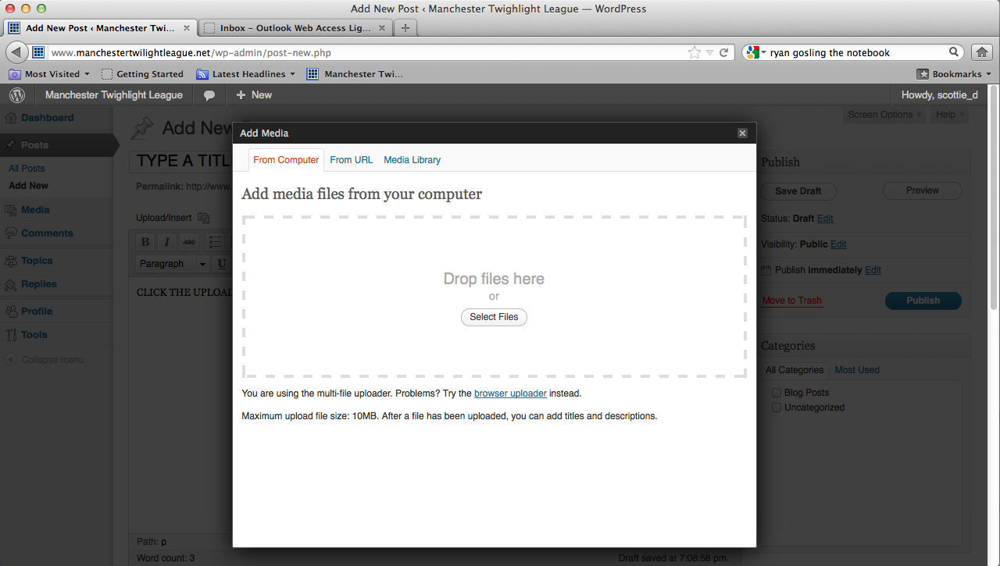 Add New Post ‹ Manchester Twighlight League — WordPress
Add New Post ‹ Manchester Twi... × Inbox – Outlook Web Access Lig... × +
www.manchestertwilightleague.net/wp-admin/post-new.php ryan gosling the notebook
Most Visited Getting Started Latest Headlines Manchester Twi... Bookmarks
Manchester Twighlight League + New Howdy, scottie_d
Screen Options Help
Dashboard
Posts
All Posts
Add New
Media
Comments
Topics
Replies
Profile
Tools
Collapse menu
Add New
TYPE A TITL
Permalink: http://www.
Upload/Insert
B I ABC
Paragraph U
CLICK THE UPLOAD
Path: p
Word count: 3 Draft saved at 7:08:58 pm.
Add Media
From Computer From URL Media Library
Add media files from your computer
Drop files here
or
Select Files
You are using the multi-file uploader. Problems? Try the browser uploader instead.
Maximum upload file size: 10MB. After a file has been uploaded, you can add titles and descriptions.
Publish
Save Draft Preview
Status: Draft Edit
Visibility: Public Edit
Publish immediately Edit
Move to Trash Publish
Categories
All Categories Most Used
Blog Posts
Uncategorized